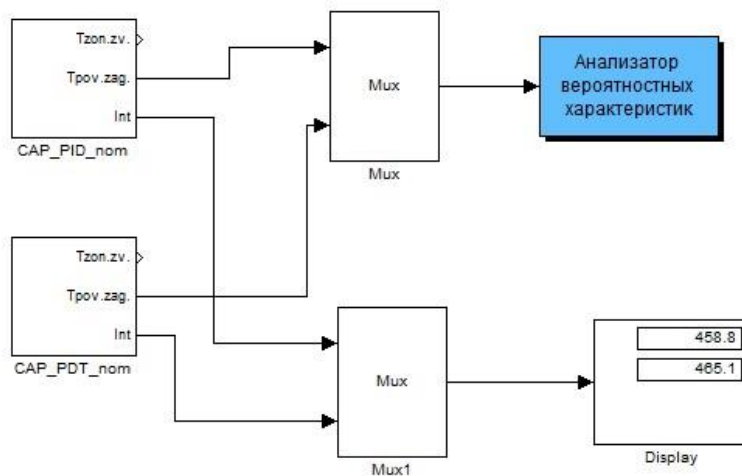 Tzon.zv.
Tpov.zag.
Int
CAP_PID_nom
Mux
Mux
Анализатор
вероятностных
характеристик
Tzon.zv.
Tpov.zag.
Int
CAP_PDT_nom
Mux
Mux1
458.8
465.1
Display